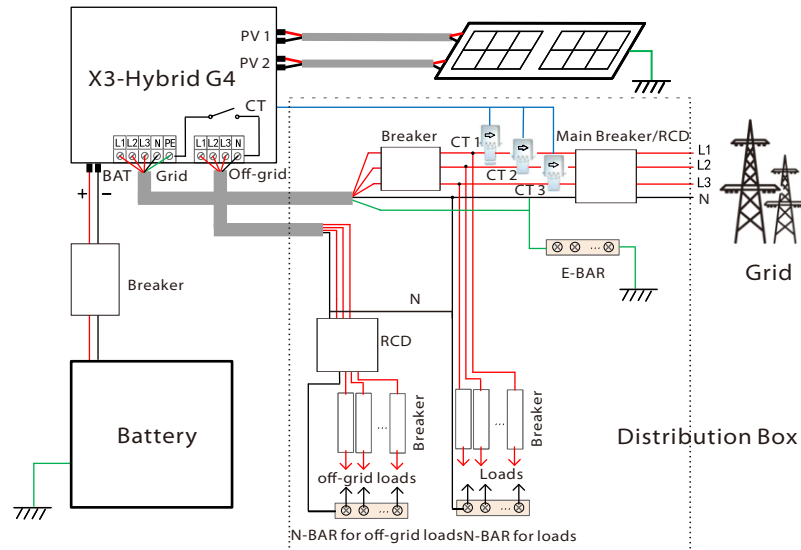 PV 1
X3-Hybrid G4
PV 2
CT
L1 L2 L3 N PE
L1 L2 L3 N
BAT
Grid
Off-grid
+
–
Breaker
CT 1
Main Breaker/RCD
L1
L2
CT 2
L3
CT 3
N
E-BAR
Grid
Breaker
N
RCD
Battery
...
Breaker
...
Breaker
Distribution Box
off-grid loads
Loads
...
...
N-BAR for off-grid loads
N-BAR for loads